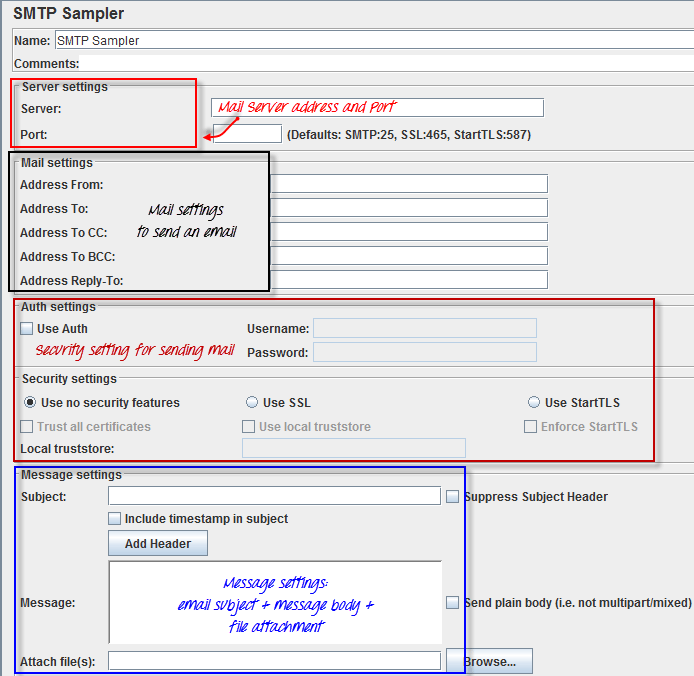 SMTP Sampler
Name: SMTP Sampler
Comments:
Server settings
Server: Mail Server address and Port
Port: (Defaults: SMTP:25, SSL:465, StartTLS:587)
Mail settings
Address From:
Address To: Mail settings
Address To CC: to send an email
Address To BCC:
Address Reply-To:
Auth settings
Use Auth Username:
Security setting for sending mail Password:
Security settings
Use no security features Use SSL Use StartTLS
Trust all certificates Use local truststore Enforce StartTLS
Local truststore:
Message settings
Subject: Suppress Subject Header
Include timestamp in subject
Add Header
Message settings:
Message: email subject + message body + Send plain body (i.e. not multipart/mixed)
file attachment
Attach file(s): Browse...